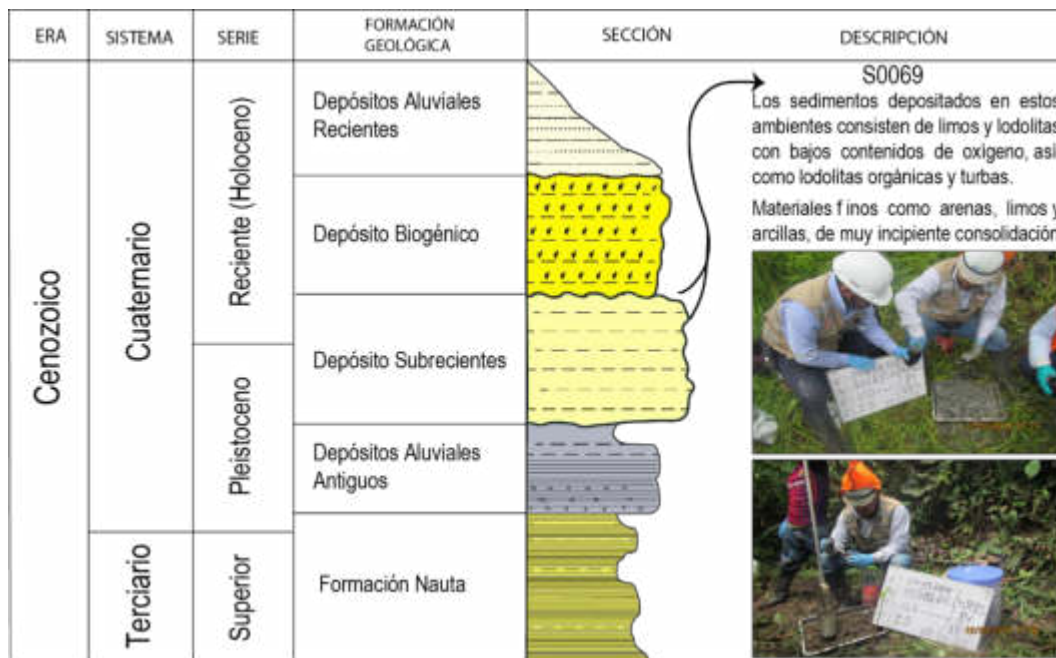 ERA
SISTEMA
SERIE
FORMACIÓN
GEOLÓGICA
SECCIÓN
DESCRIPCIÓN
Cenozoico
Cuaternario
Terciario
Reciente (Holoceno)
Pleistoceno
Superior
Depósitos Aluviales
Recientes
Depósito Biogénico
Depósito Subrecientes
Depósitos Aluviales
Antiguos
Formación Nauta
S0069
Los sedimentos depositados en estos
ambientes consisten de limos y lodolitas
con bajos contenidos de oxígeno, así
como lodolitas orgánicas y turbas.
Materiales finos como arenas, limos y
arcillas, de muy incipiente consolidación